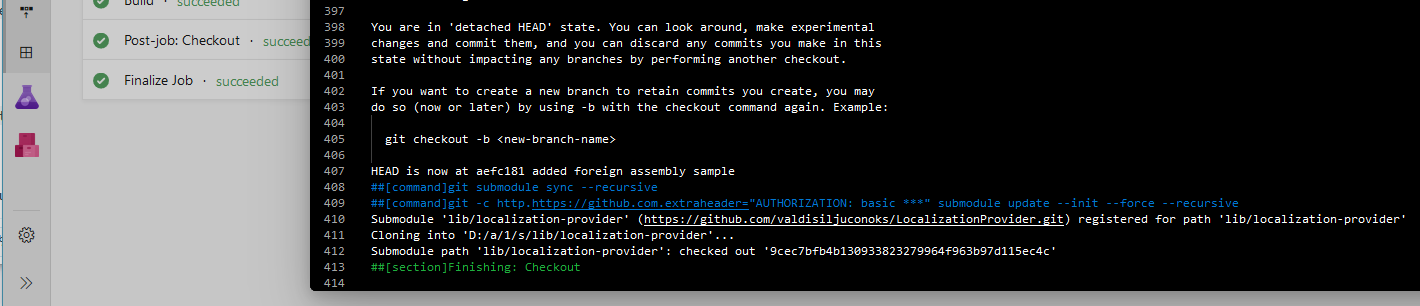 Build · succeeded
Post-job: Checkout · succeed
Finalize Job · succeeded
397
398 You are in 'detached HEAD' state. You can look around, make experimental
399 changes and commit them, and you can discard any commits you make in this
400 state without impacting any branches by performing another checkout.
401
402 If you want to create a new branch to retain commits you create, you may
403 do so (now or later) by using -b with the checkout command again. Example:
404
405 git checkout -b <new-branch-name>
406
407 HEAD is now at aefc181 added foreign assembly sample
408 ##[command]git submodule sync --recursive
409 ##[command]git -c http.https://github.com.extraheader="AUTHORIZATION: basic ***" submodule update --init --force --recursive
410 Submodule 'lib/localization-provider' (https://github.com/valdisiljuconoks/LocalizationProvider.git) registered for path 'lib/localization-provider'
411 Cloning into 'D:/a/1/s/lib/localization-provider'...
412 Submodule path 'lib/localization-provider': checked out '9cec7bfb4b130933823279964f963b97d115ec4c'
413 ##[section]Finishing: Checkout
414